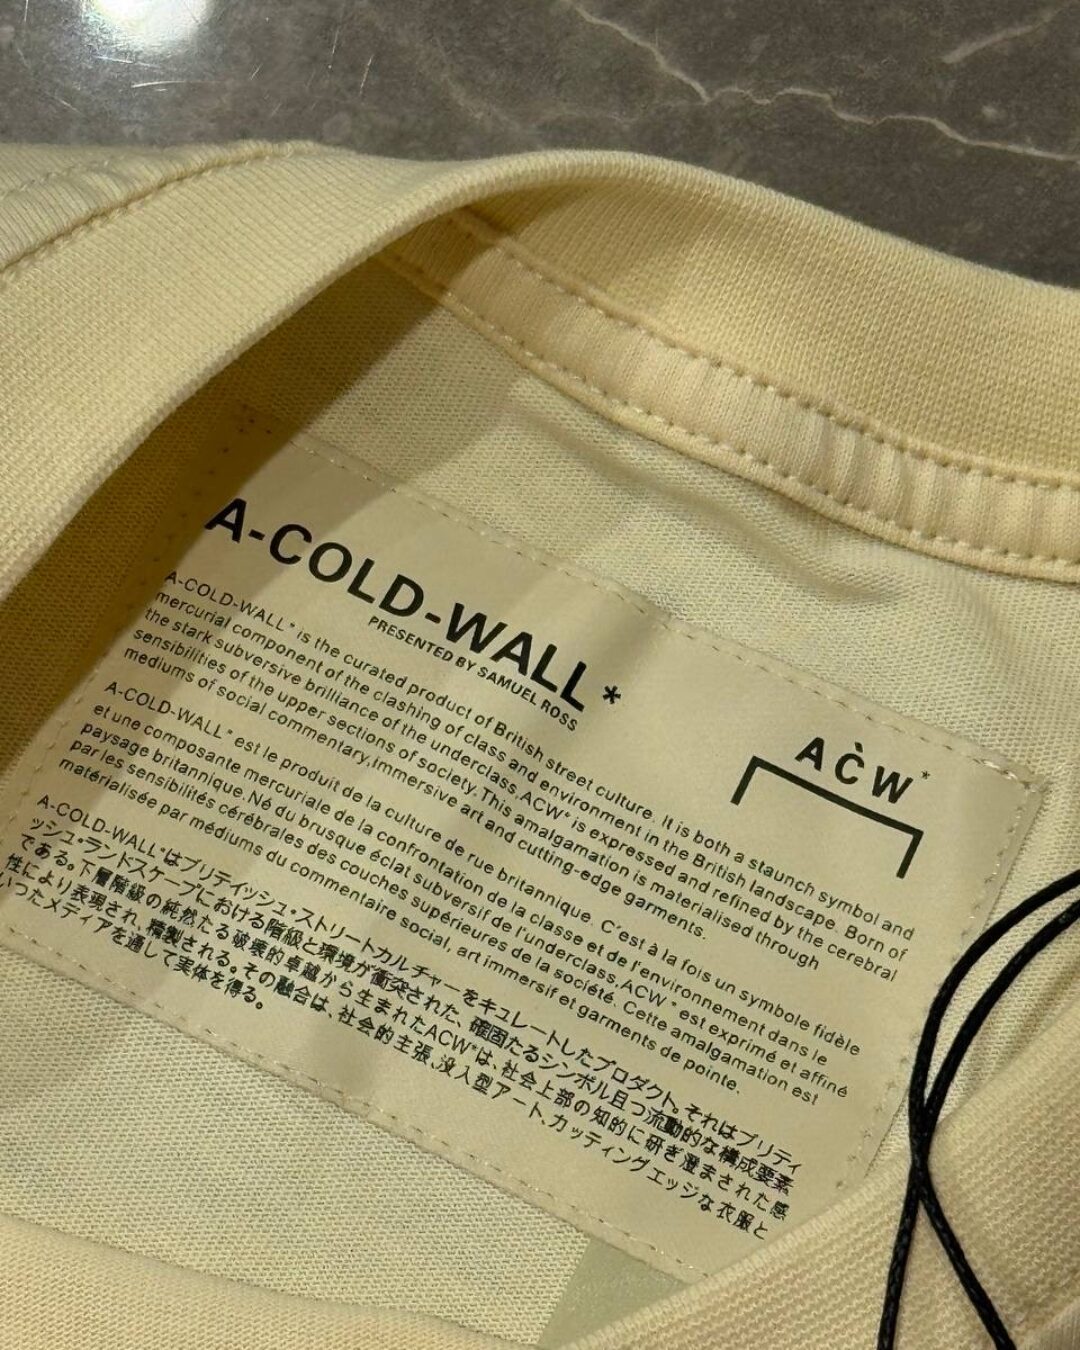 A-COLD-WALL*
PRESENTED BY SAMUEL ROSS
A-COLD-WALL* is the curated product of British street culture. It is both a staunch symbol and
mercurial component of the clashing of class and environment in the British landscape. Born of
the stark subversive brilliance of the underclass,ACW* is expressed and refined by the cerebral
sensibilities of the upper sections of society.This amalgamation is materialised through
mediums of social commentary,immersive art and cutting-edge garments.
A-COLD-WALL* est le produit de la culture de rue britannique. C'est à la fois un symbole fidèle
et une composante mercuriale de la confrontation de la classe et de l'environnement dans le
paysage britannique.Né du brusque éclat subversif de l'underclass,ACW* est exprimé et affiné
par les sensibilités cérébrales des couches supérieures de la société. Cette amalgamation est
matérialisée par médiums du commentaire social, art immersif et garments de pointe.
A-COLD-WALL*はブリテイッシュ・ストリートカルチャーをキュレートしたプロダクト。それはブリティ
ッシュ・ランドスケープにおける階級と環境が衝突された、確固たるシンボル且つ流動的な構成要素
である。下層階級の純然たる破壊的卓越から生まれたACW*は、社会上部の知的に研ぎ澄まされた感
性により表現され、精製される。その融合は、社会的主張、没入型アート、カッティングエッジな衣服と
いつたメディアを通して実体を得る。
AĊW*